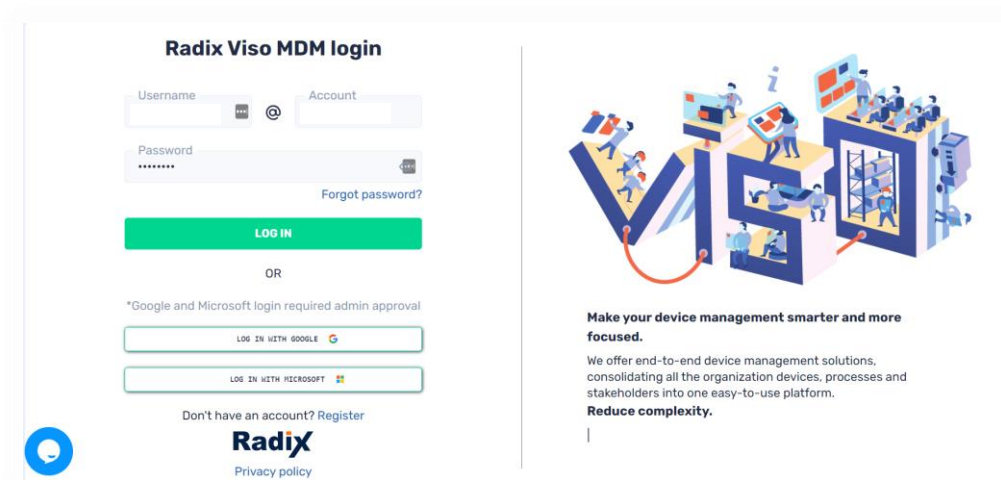 Radix Viso MDM login
Username
Account
@
Password
••••••••
Forgot password?
LOG IN
OR
*Google and Microsoft login required admin approval
LOG IN WITH GOOGLE G
LOG IN WITH MICROSOFT
Don't have an account? Register
Radix
Privacy policy
i
VISO
Make your device management smarter and more
focused.
We offer end-to-end device management solutions,
consolidating all the organization devices, processes and
stakeholders into one easy-to-use platform.
Reduce complexity.